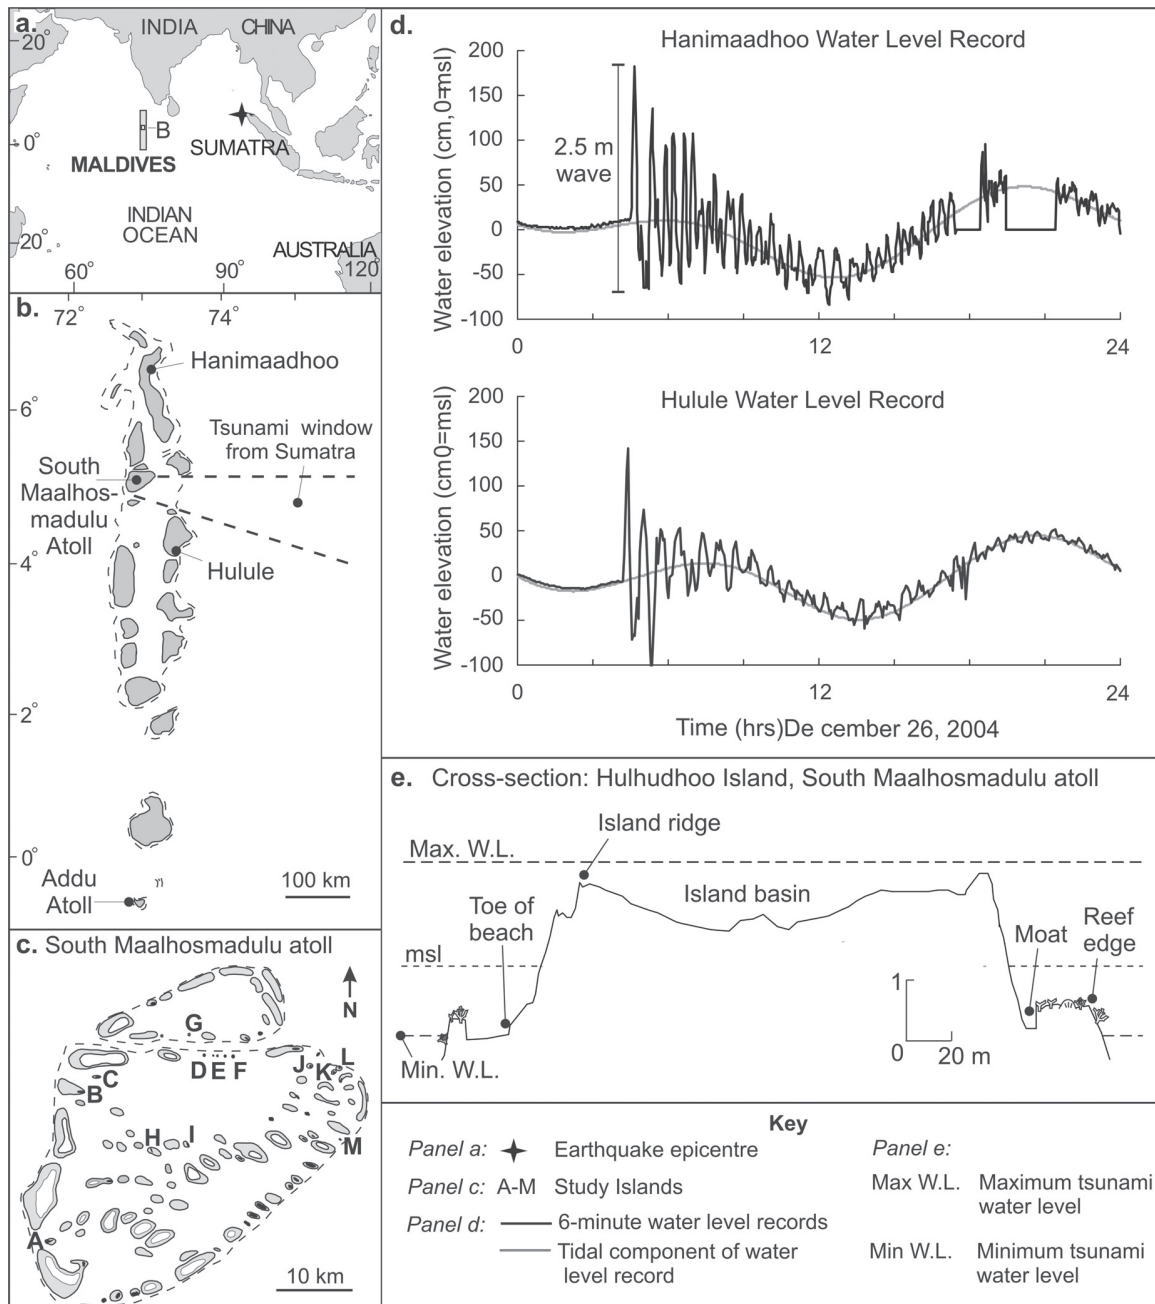 a.
INDIA
CHINA
20°
B
0°
SUMATRA
MALDIVES
INDIAN
OCEAN
20°
AUSTRALIA
60°
90°
120°
b.
72°
74°
Hanimaadhoo
6°
Tsunami window
from Sumatra
South
Maalhos-
madulu
Atoll
4°
Hulule
2°
0°
Addu
Atoll
100 km
c. South Maalhosmadulu atoll
N
G
D E F
J
L
K
C
B
H
I
M
A
10 km
d.
Hanimaadhoo Water Level Record
Water elevation (cm,0=msl)
200
150
100
50
0
-50
-100
2.5 m
wave
0
12
24
Hulule Water Level Record
Water elevation (cm0=msl)
200
150
100
50
0
-50
-100
0
12
24
Time (hrs)De cember 26, 2004
e. Cross-section: Hulhudhoo Island, South Maalhosmadulu atoll
Island ridge
Max. W.L.
Island basin
Toe of
beach
Reef
edge
Moat
msl
1
0
20 m
Min. W.L.
Key
Panel a:
Earthquake epicentre
Panel c: A-M Study Islands
Panel d:
6-minute water level records
Tidal component of water
level record
Panel e:
Max W.L. Maximum tsunami
water level
Min W.L. Minimum tsunami
water level